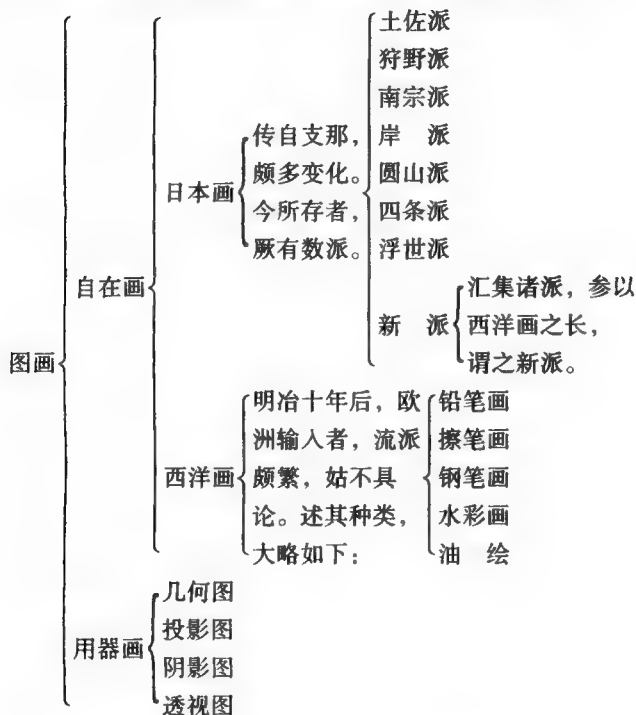 图画
自在画
日本画
传自支那，
颇多变化。
今所存者，
厥有数派。
土佐派
狩野派
南宗派
岸 派
圆山派
四条派
浮世派
新 派
汇集诸派，参以
西洋画之长，
谓之新派。
西洋画
明治十年后，欧
洲输入者，流派
颇繁，姑不具
论。述其种类，
大略如下：
铅笔画
擦笔画
钢笔画
水彩画
油 绘
用器画
几何图
投影图
阴影图
透视图